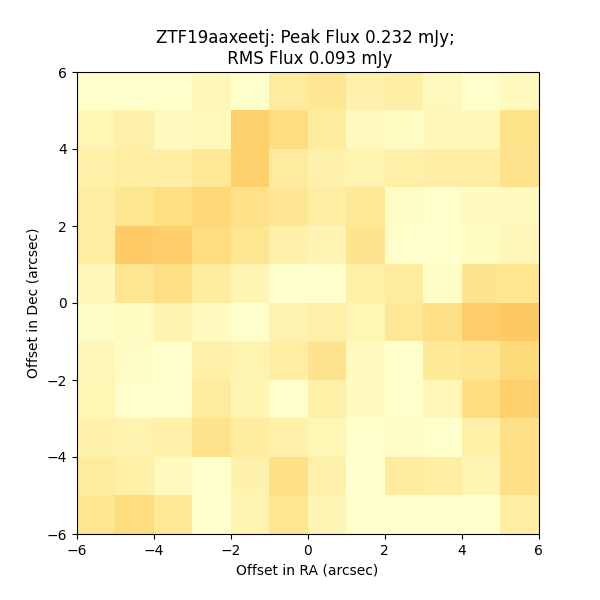 ZTF19aaxeetj: Peak Flux 0.232 mJy;
RMS Flux 0.093 mJy
6
4
2
0
−2
−4
−6
Offset in Dec (arcsec)
−6 −4 −2 0 2 4 6
Offset in RA (arcsec)